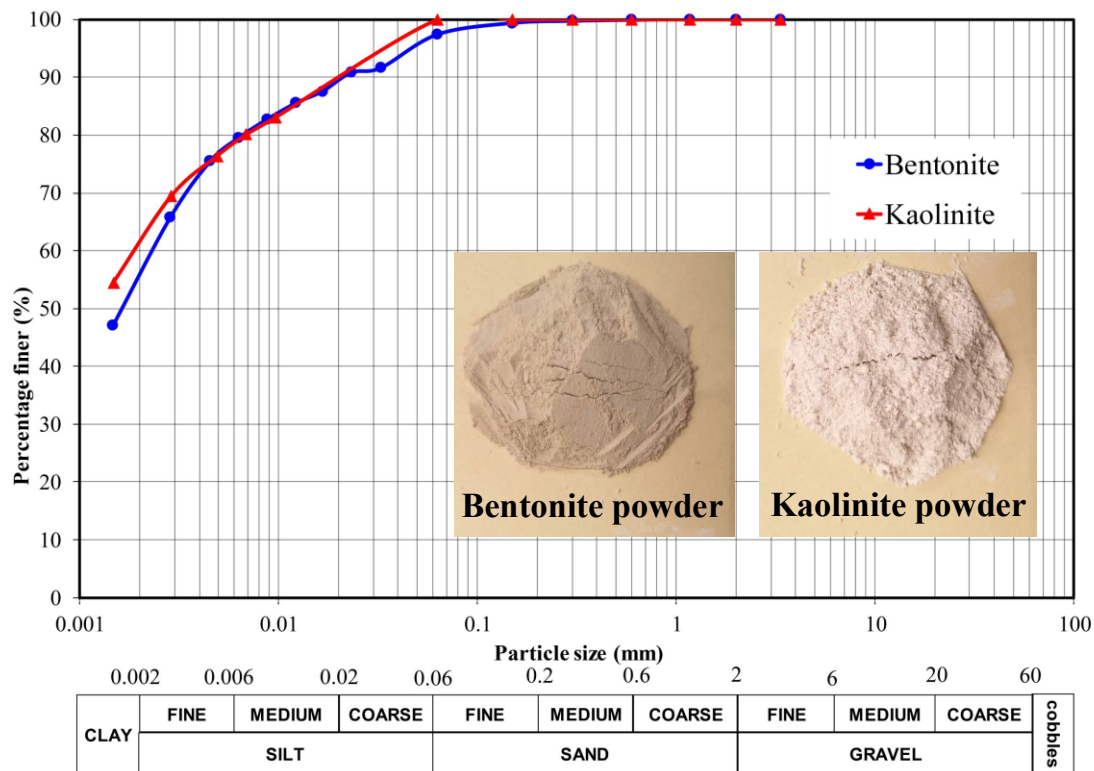 100
90
80
70
60
50
40
30
20
10
0
Percentage finer (%)
Bentonite
Kaolinite
Bentonite powder
Kaolinite powder
0.001 0.01 0.1 1 10 100
Particle size (mm)
0.002 0.006 0.02 0.06 0.2 0.6 2 6 20 60
CLAY
FINE MEDIUM COARSE FINE MEDIUM COARSE FINE MEDIUM COARSE
SILT SAND GRAVEL
cobbles